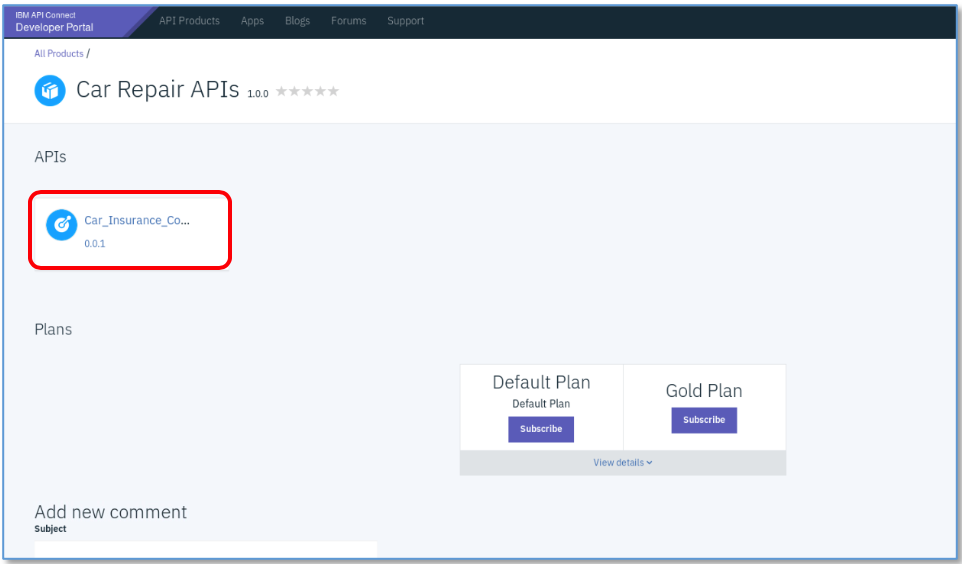 IBM API Connect
Developer Portal
API Products Apps Blogs Forums Support
All Products /
Car Repair APIs 1.0.0
APIs
Car_Insurance_Co...
0.0.1
Plans
Default Plan
Default Plan
Subscribe
Gold Plan
Subscribe
View details
Add new comment
Subject